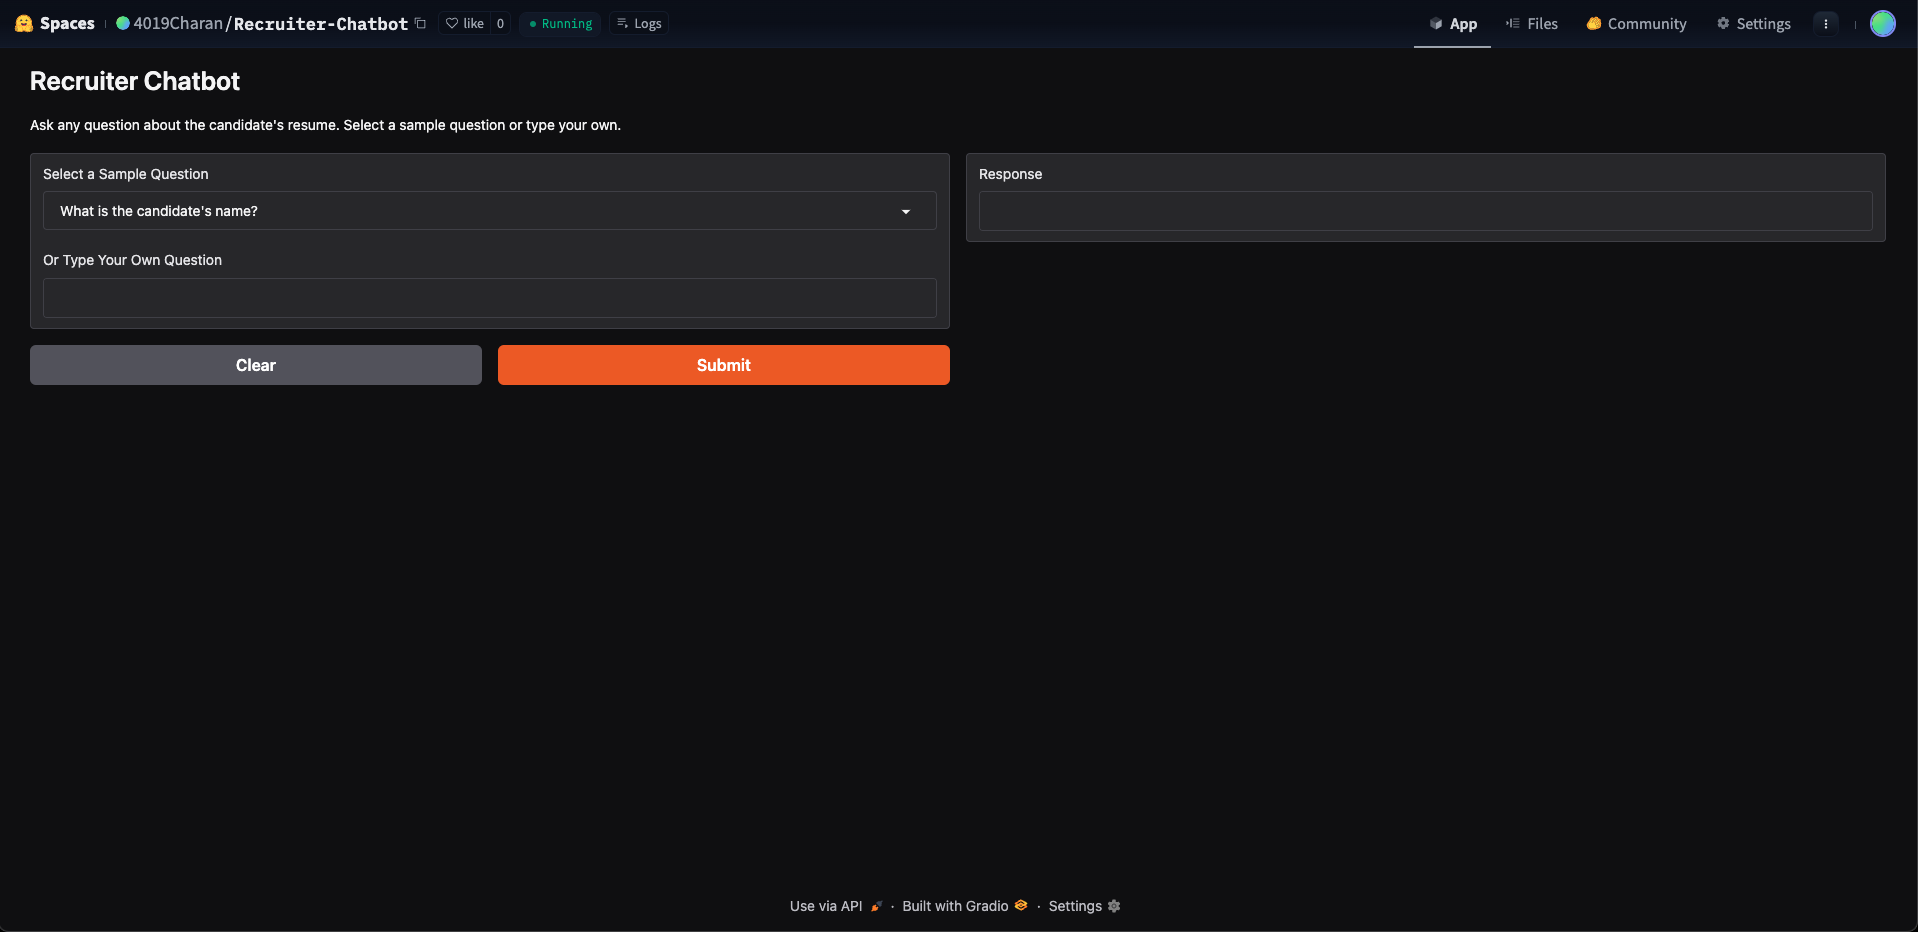 Spaces
4019Charan/Recruiter-Chatbot
like 0
Running
Logs
App
Files
Community
Settings
Recruiter Chatbot
Ask any question about the candidate's resume. Select a sample question or type your own.
Select a Sample Question
What is the candidate's name?
Or Type Your Own Question
Clear
Submit
Response
Use via API · Built with Gradio · Settings